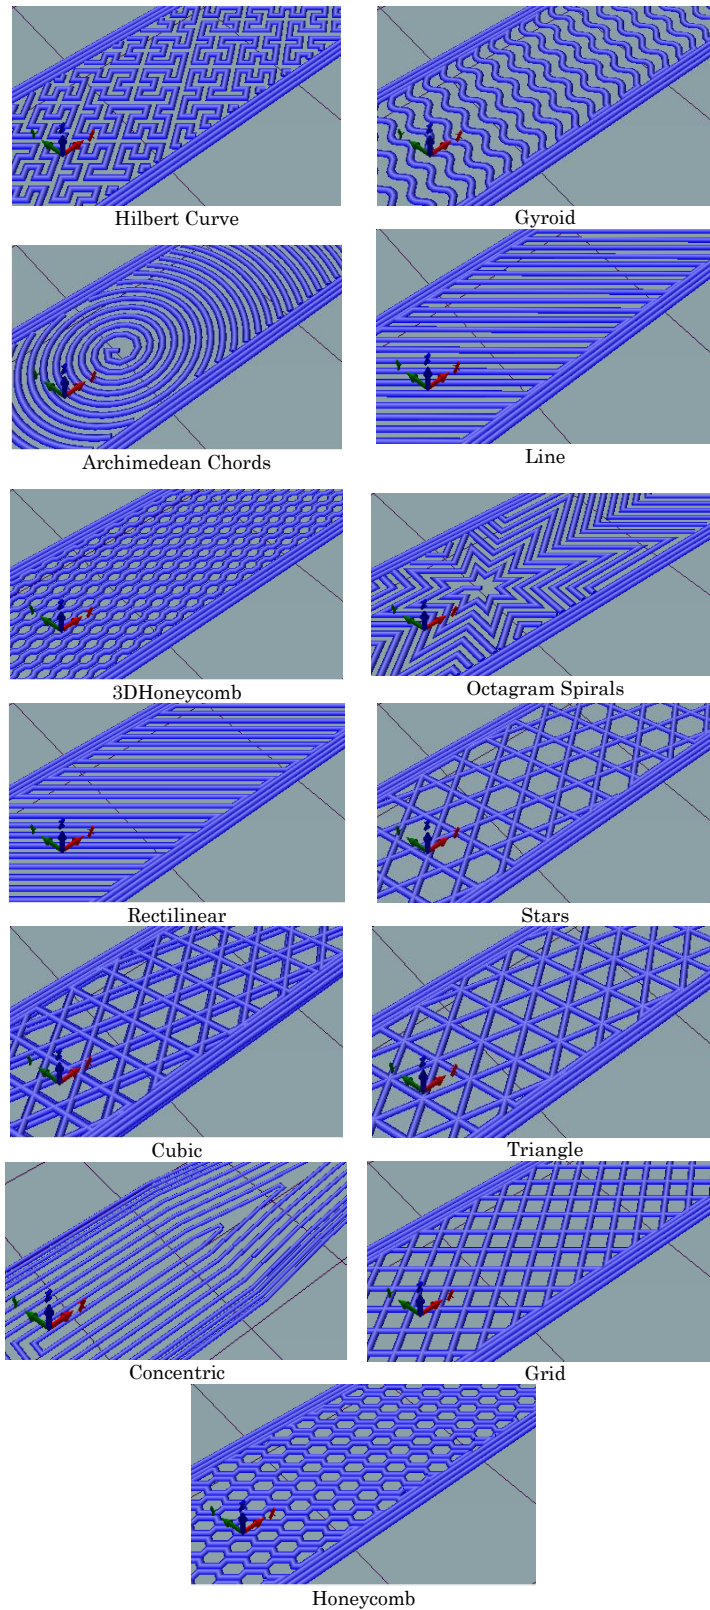 Hilbert Curve
Gyroid
Archimedean Chords
Line
3DHoneycomb
Octagram Spirals
Rectilinear
Stars
Cubic
Triangle
Concentric
Grid
Honeycomb